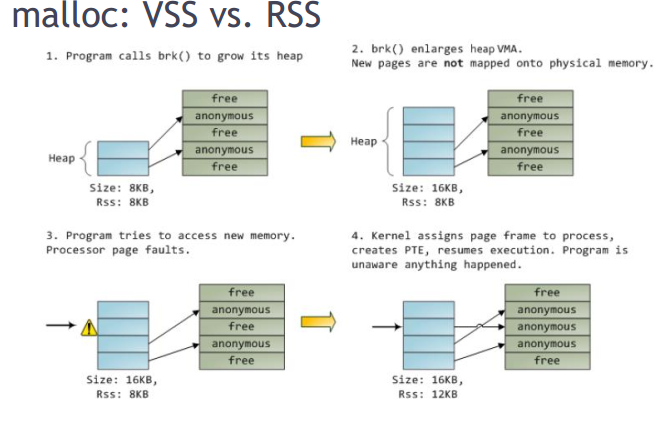 malloc: VSS vs. RSS
1. Program calls brk() to grow its heap
free
anonymous
free
anonymous
free
Heap
Size: 8KB,
Rss: 8KB
2. brk() enlarges heap VMA.
New pages are not mapped onto physical memory.
free
anonymous
free
anonymous
free
Heap
Size: 16KB,
Rss: 8KB
3. Program tries to access new memory.
Processor page faults.
free
anonymous
free
anonymous
free
Size: 16KB,
Rss: 8KB
4. Kernel assigns page frame to process,
creates PTE, resumes execution. Program is
unaware anything happened.
free
anonymous
anonymous
anonymous
free
Size: 16KB,
Rss: 12KB